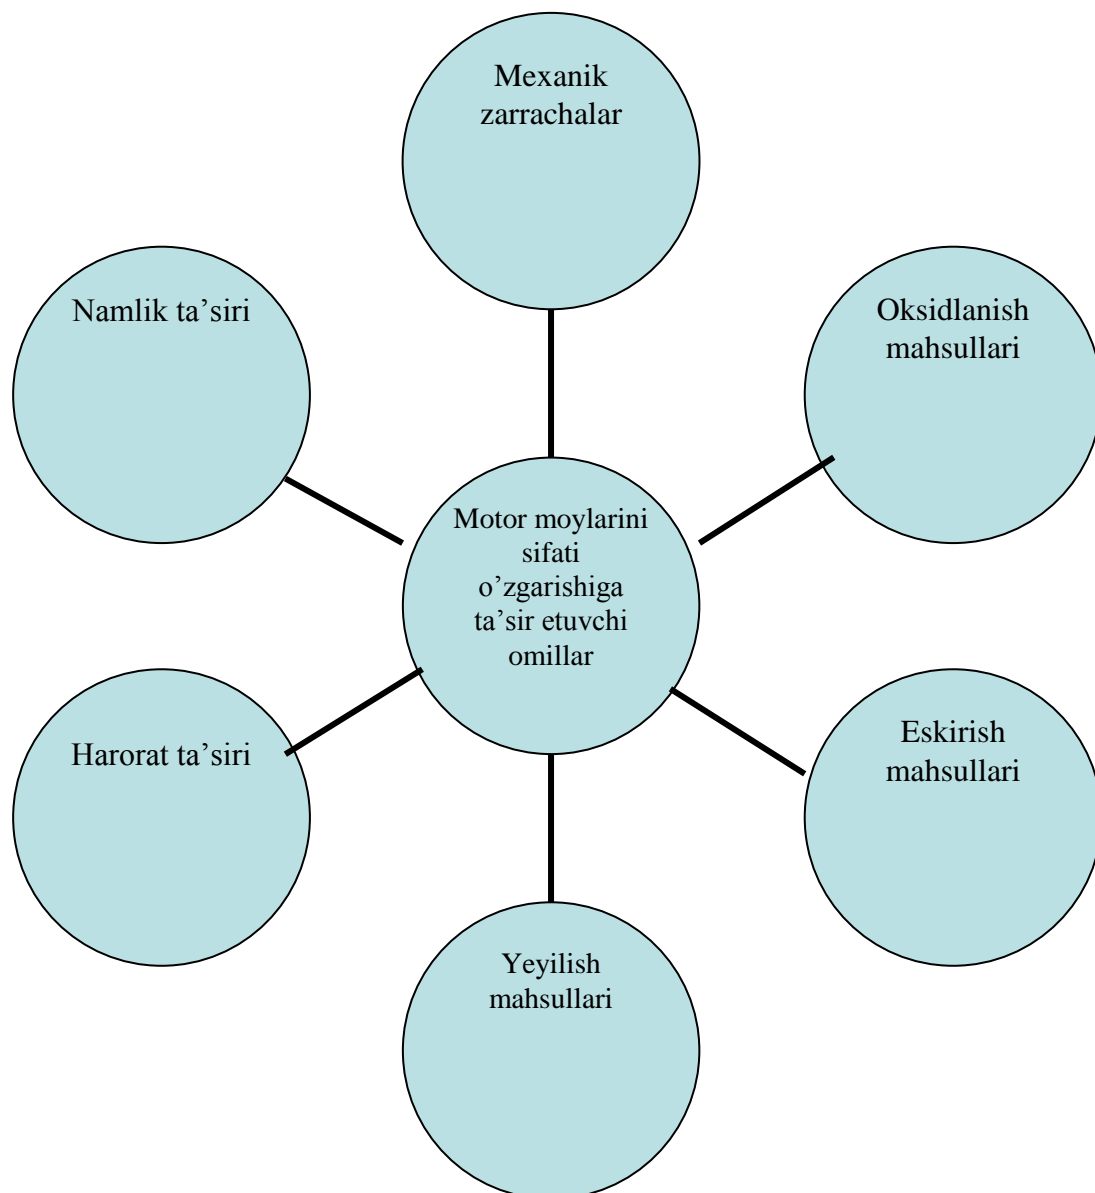 Mexanik
zarrachalar
Namlik ta’siri
Oksidlanish
mahsullari
Motor moylarini
sifati
o’zgarishiga
ta’sir etuvchi
omillar
Harorat ta’siri
Eskirish
mahsullari
Yeyilish
mahsullari